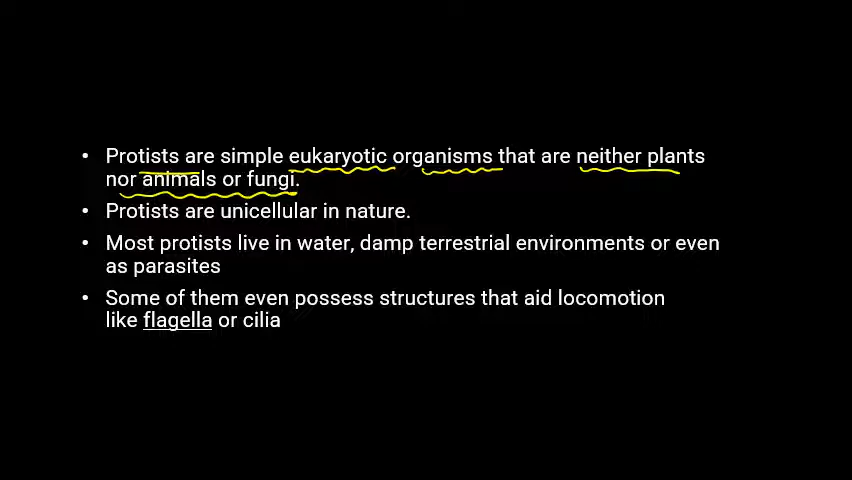 • Protists are simple eukaryotic organisms that are neither plants
nor animals or fungi.
• Protists are unicellular in nature.
• Most protists live in water, damp terrestrial environments or even
as parasites
• Some of them even possess structures that aid locomotion
like flagella or cilia